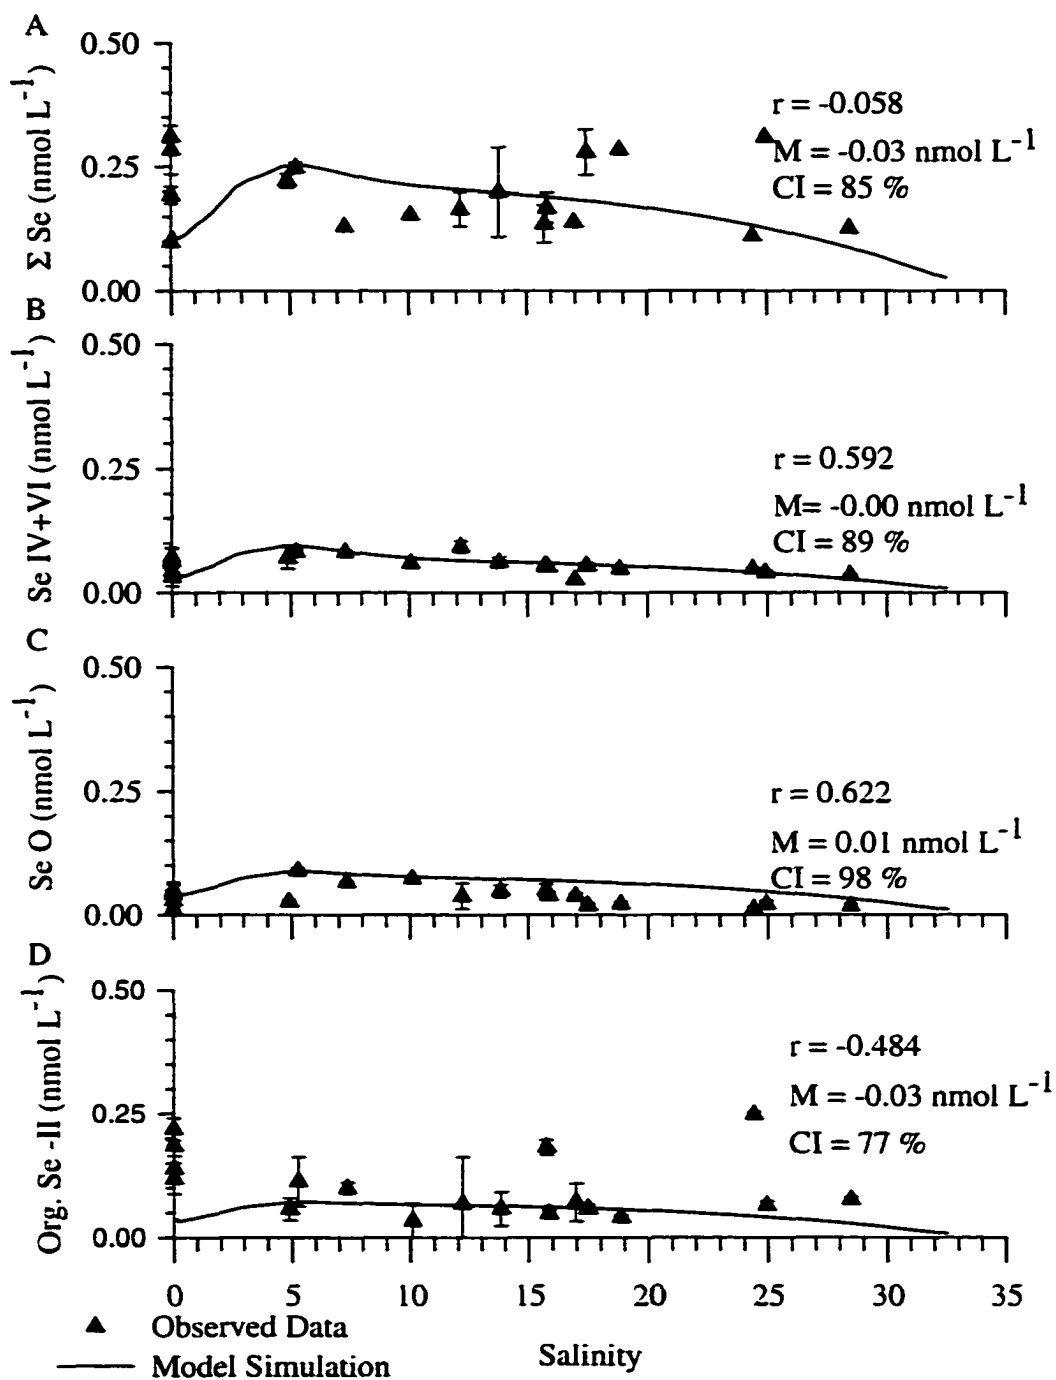 A
0.50
0.25
0.00
Σ Se (nmol L⁻¹)
r = -0.058
M = -0.03 nmol L⁻¹
CI = 85 %
B
0.50
0.25
0.00
Se IV+VI (nmol L⁻¹)
r = 0.592
M= -0.00 nmol L⁻¹
CI = 89 %
C
0.50
0.25
0.00
Se O (nmol L⁻¹)
r = 0.622
M = 0.01 nmol L⁻¹
CI = 98 %
D
0.50
0.25
0.00
Org. Se -II (nmol L⁻¹)
r = -0.484
M = -0.03 nmol L⁻¹
CI = 77 %
0 5 10 15 20 25 30 35
Observed Data
Salinity
Model Simulation